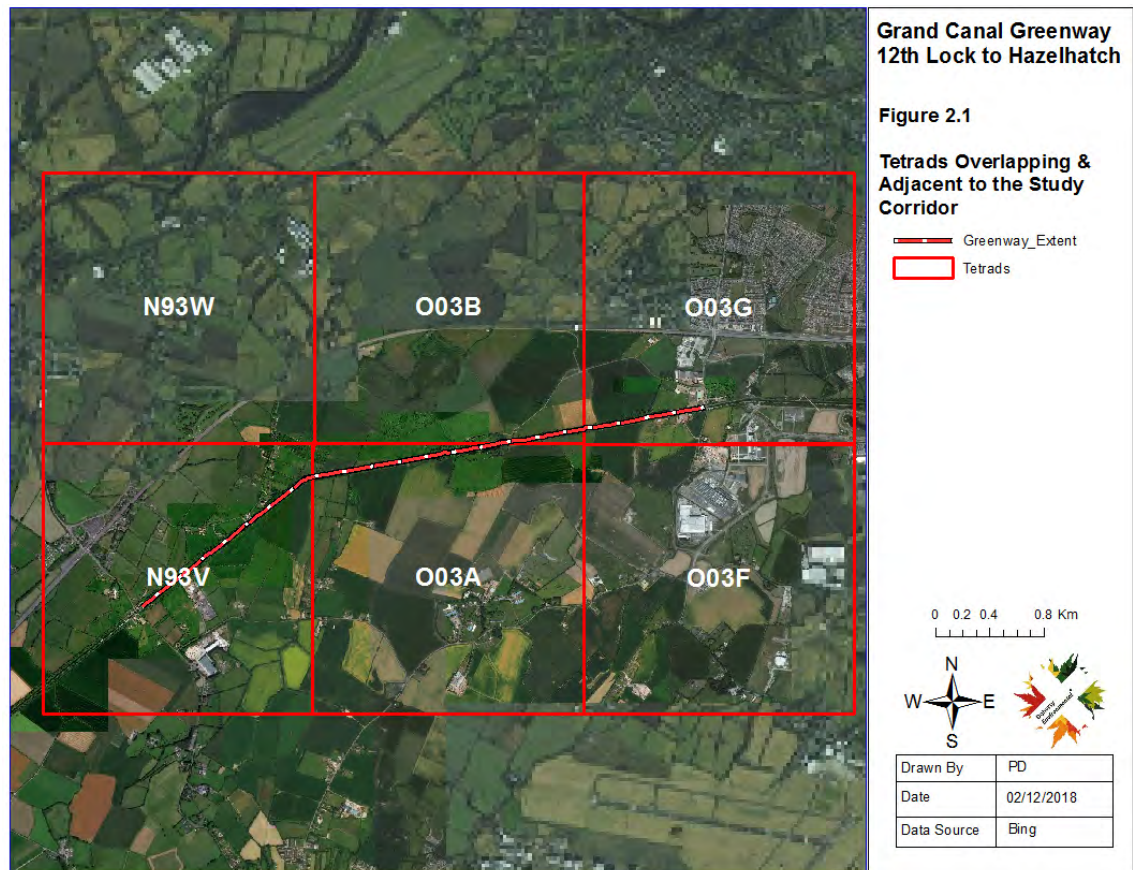 Grand Canal Greenway
12th Lock to Hazelhatch
Figure 2.1
Tetrads Overlapping &
Adjacent to the Study
Corridor
Greenway_Extent
Tetrads
N93W
O03B
O03G
N93V
O03A
O03F
0 0.2 0.4 0.8 Km
N
W E
S
Drawn By PD
Date 02/12/2018
Data Source Bing